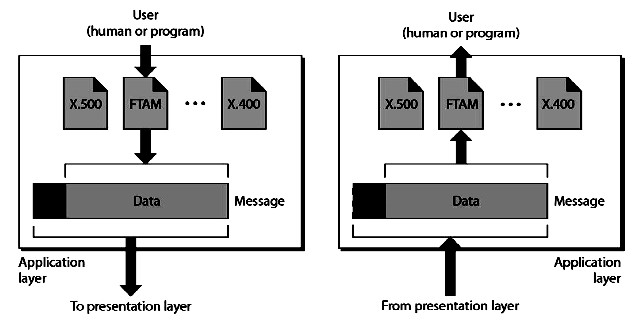 User
(human or program)
X.500
FTAM
...
X.400
Data
Message
Application
layer
To presentation layer
User
(human or program)
X.500
FTAM
...
X.400
Data
Message
Application
layer
From presentation layer